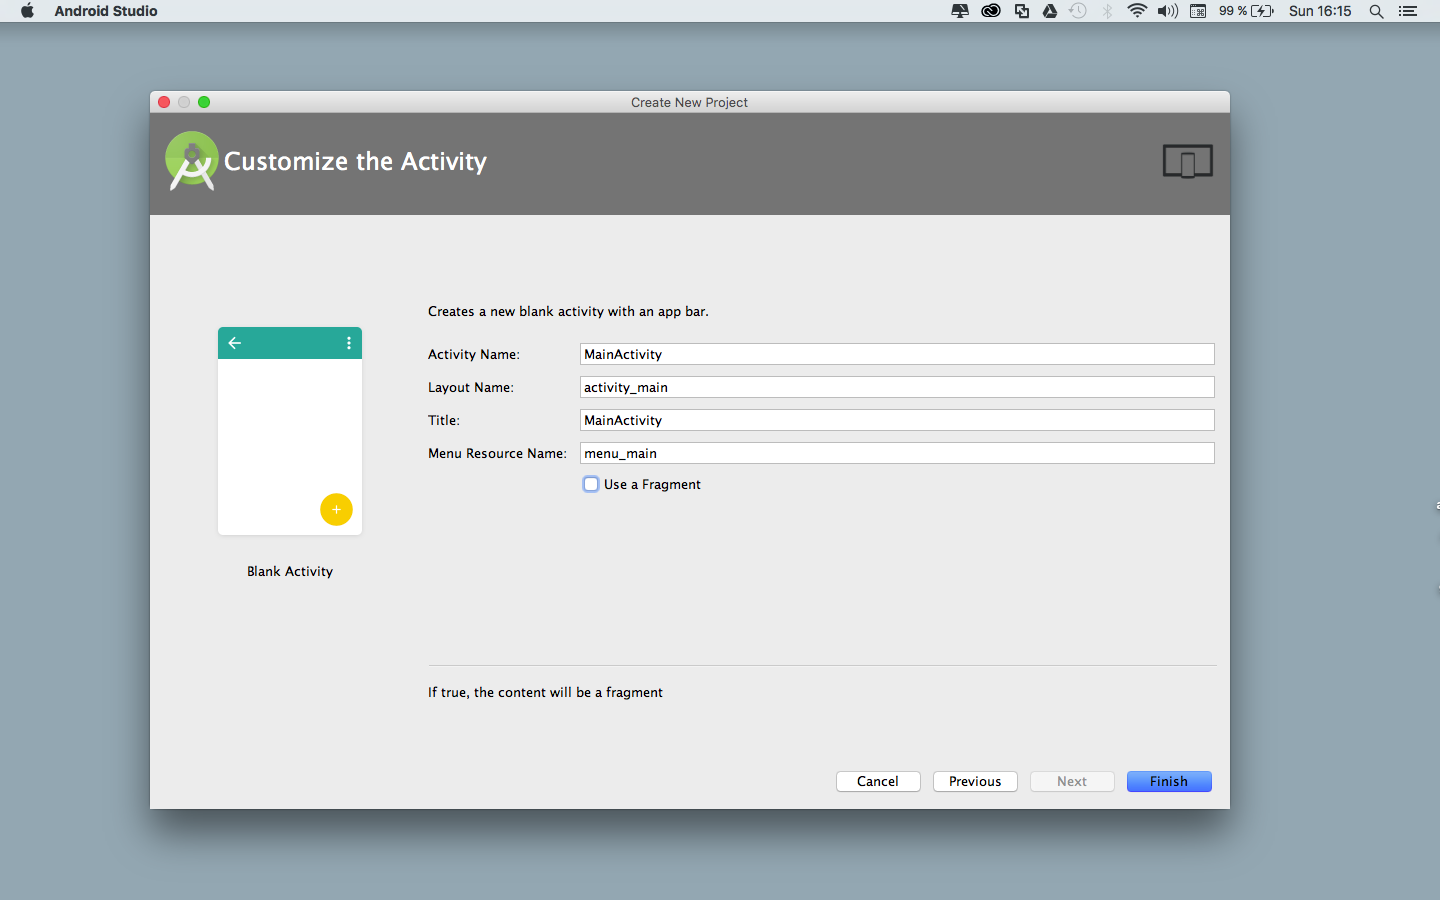 Android Studio
99 %
Sun 16:15
Create New Project
Customize the Activity
Creates a new blank activity with an app bar.
Activity Name: MainActivity
Layout Name: activity_main
Title: MainActivity
Menu Resource Name: menu_main
Use a Fragment
Blank Activity
If true, the content will be a fragment
Cancel Previous Next Finish